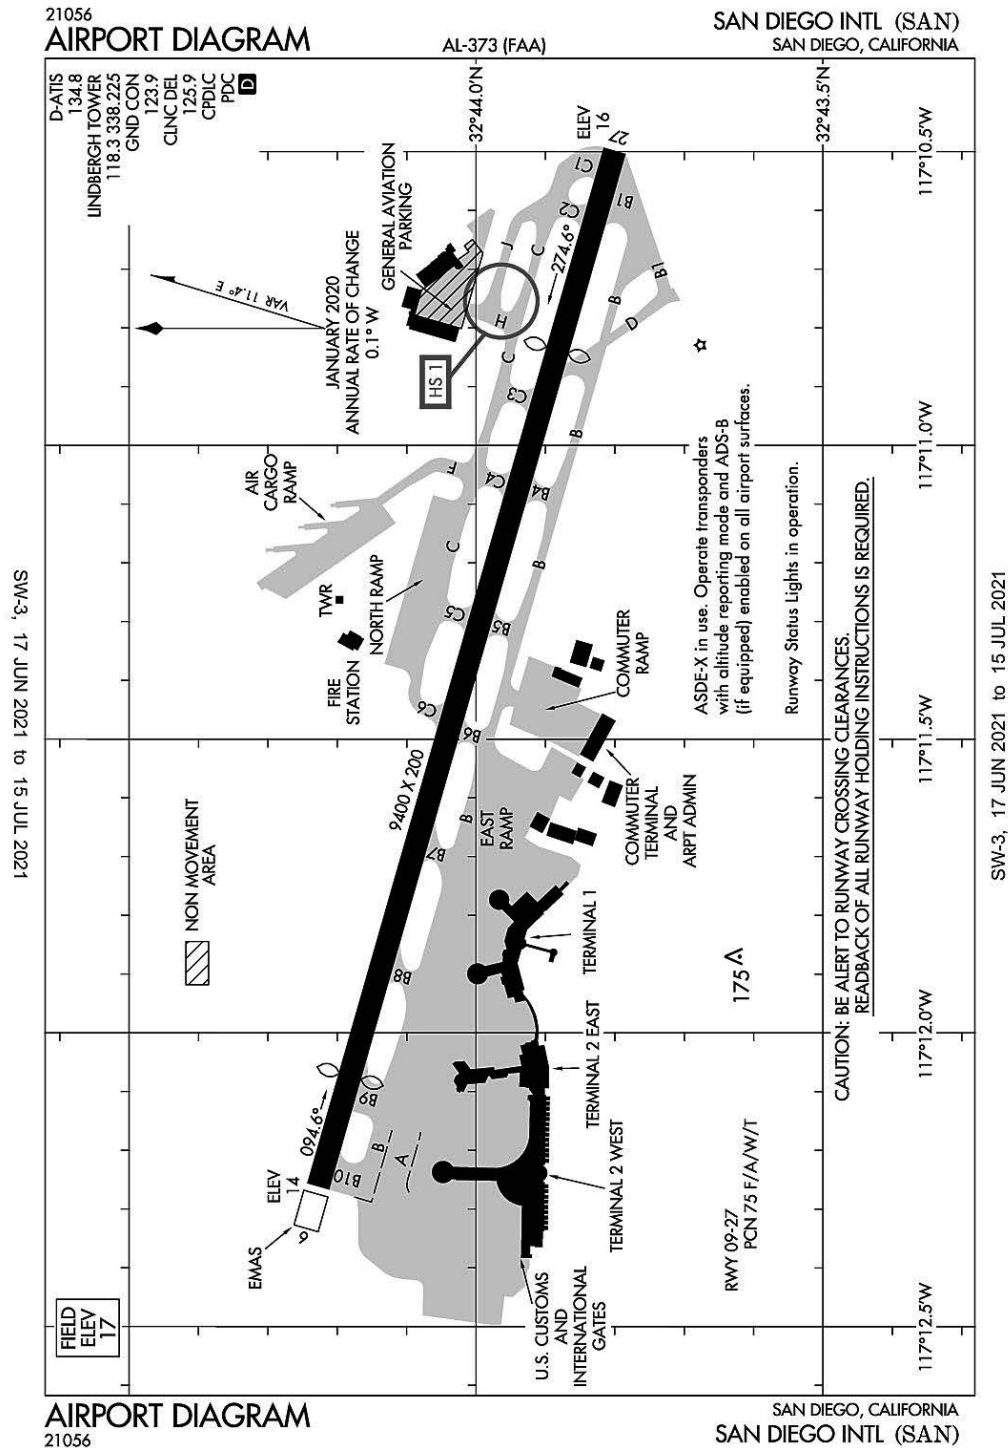 21056
AIRPORT DIAGRAM
AL-373 (FAA)
SAN DIEGO INTL (SAN)
SAN DIEGO, CALIFORNIA
D-ATIS
134.8
LINDBERGH TOWER
118.3 338.225
GND CON
123.9
CLNC DEL
125.9
CPDLC
PDC
D
32°44.0'N
32°43.5'N
ELEV
16
27
117°10.5'W
VAR 11.4° E
JANUARY 2020
ANNUAL RATE OF CHANGE
0.1° W
GENERAL AVIATION
PARKING
C1
C2
B1
J
C
274.6°
H
B
B1
D
HS 1
C
C3
B
117°11.0'W
AIR
CARGO
RAMP
F
C4
B4
C
B
TWR
NORTH RAMP
FIRE
STATION
C5
B5
C6
B6
COMMUTER
RAMP
ASDE-X in use. Operate transponders
with altitude reporting mode and ADS-B
(if equipped) enabled on all airport surfaces.
Runway Status Lights in operation.
117°11.5'W
9400 X 200
B
EAST
RAMP
B7
COMMUTER
TERMINAL
AND
ARPT ADMIN
NON MOVEMENT
AREA
TERMINAL 1
B8
175
CAUTION: BE ALERT TO RUNWAY CROSSING CLEARANCES.
READBACK OF ALL RUNWAY HOLDING INSTRUCTIONS IS REQUIRED.
117°12.0'W
TERMINAL 2 EAST
B9
094.6°
B
A
B10
TERMINAL 2 WEST
ELEV
14
9
EMAS
RWY 09-27
PCN 75 F/A/W/T
U.S. CUSTOMS
AND
INTERNATIONAL
GATES
FIELD
ELEV
17
117°12.5'W
SW-3, 17 JUN 2021 to 15 JUL 2021
SW-3, 17 JUN 2021 to 15 JUL 2021
AIRPORT DIAGRAM
21056
SAN DIEGO, CALIFORNIA
SAN DIEGO INTL (SAN)